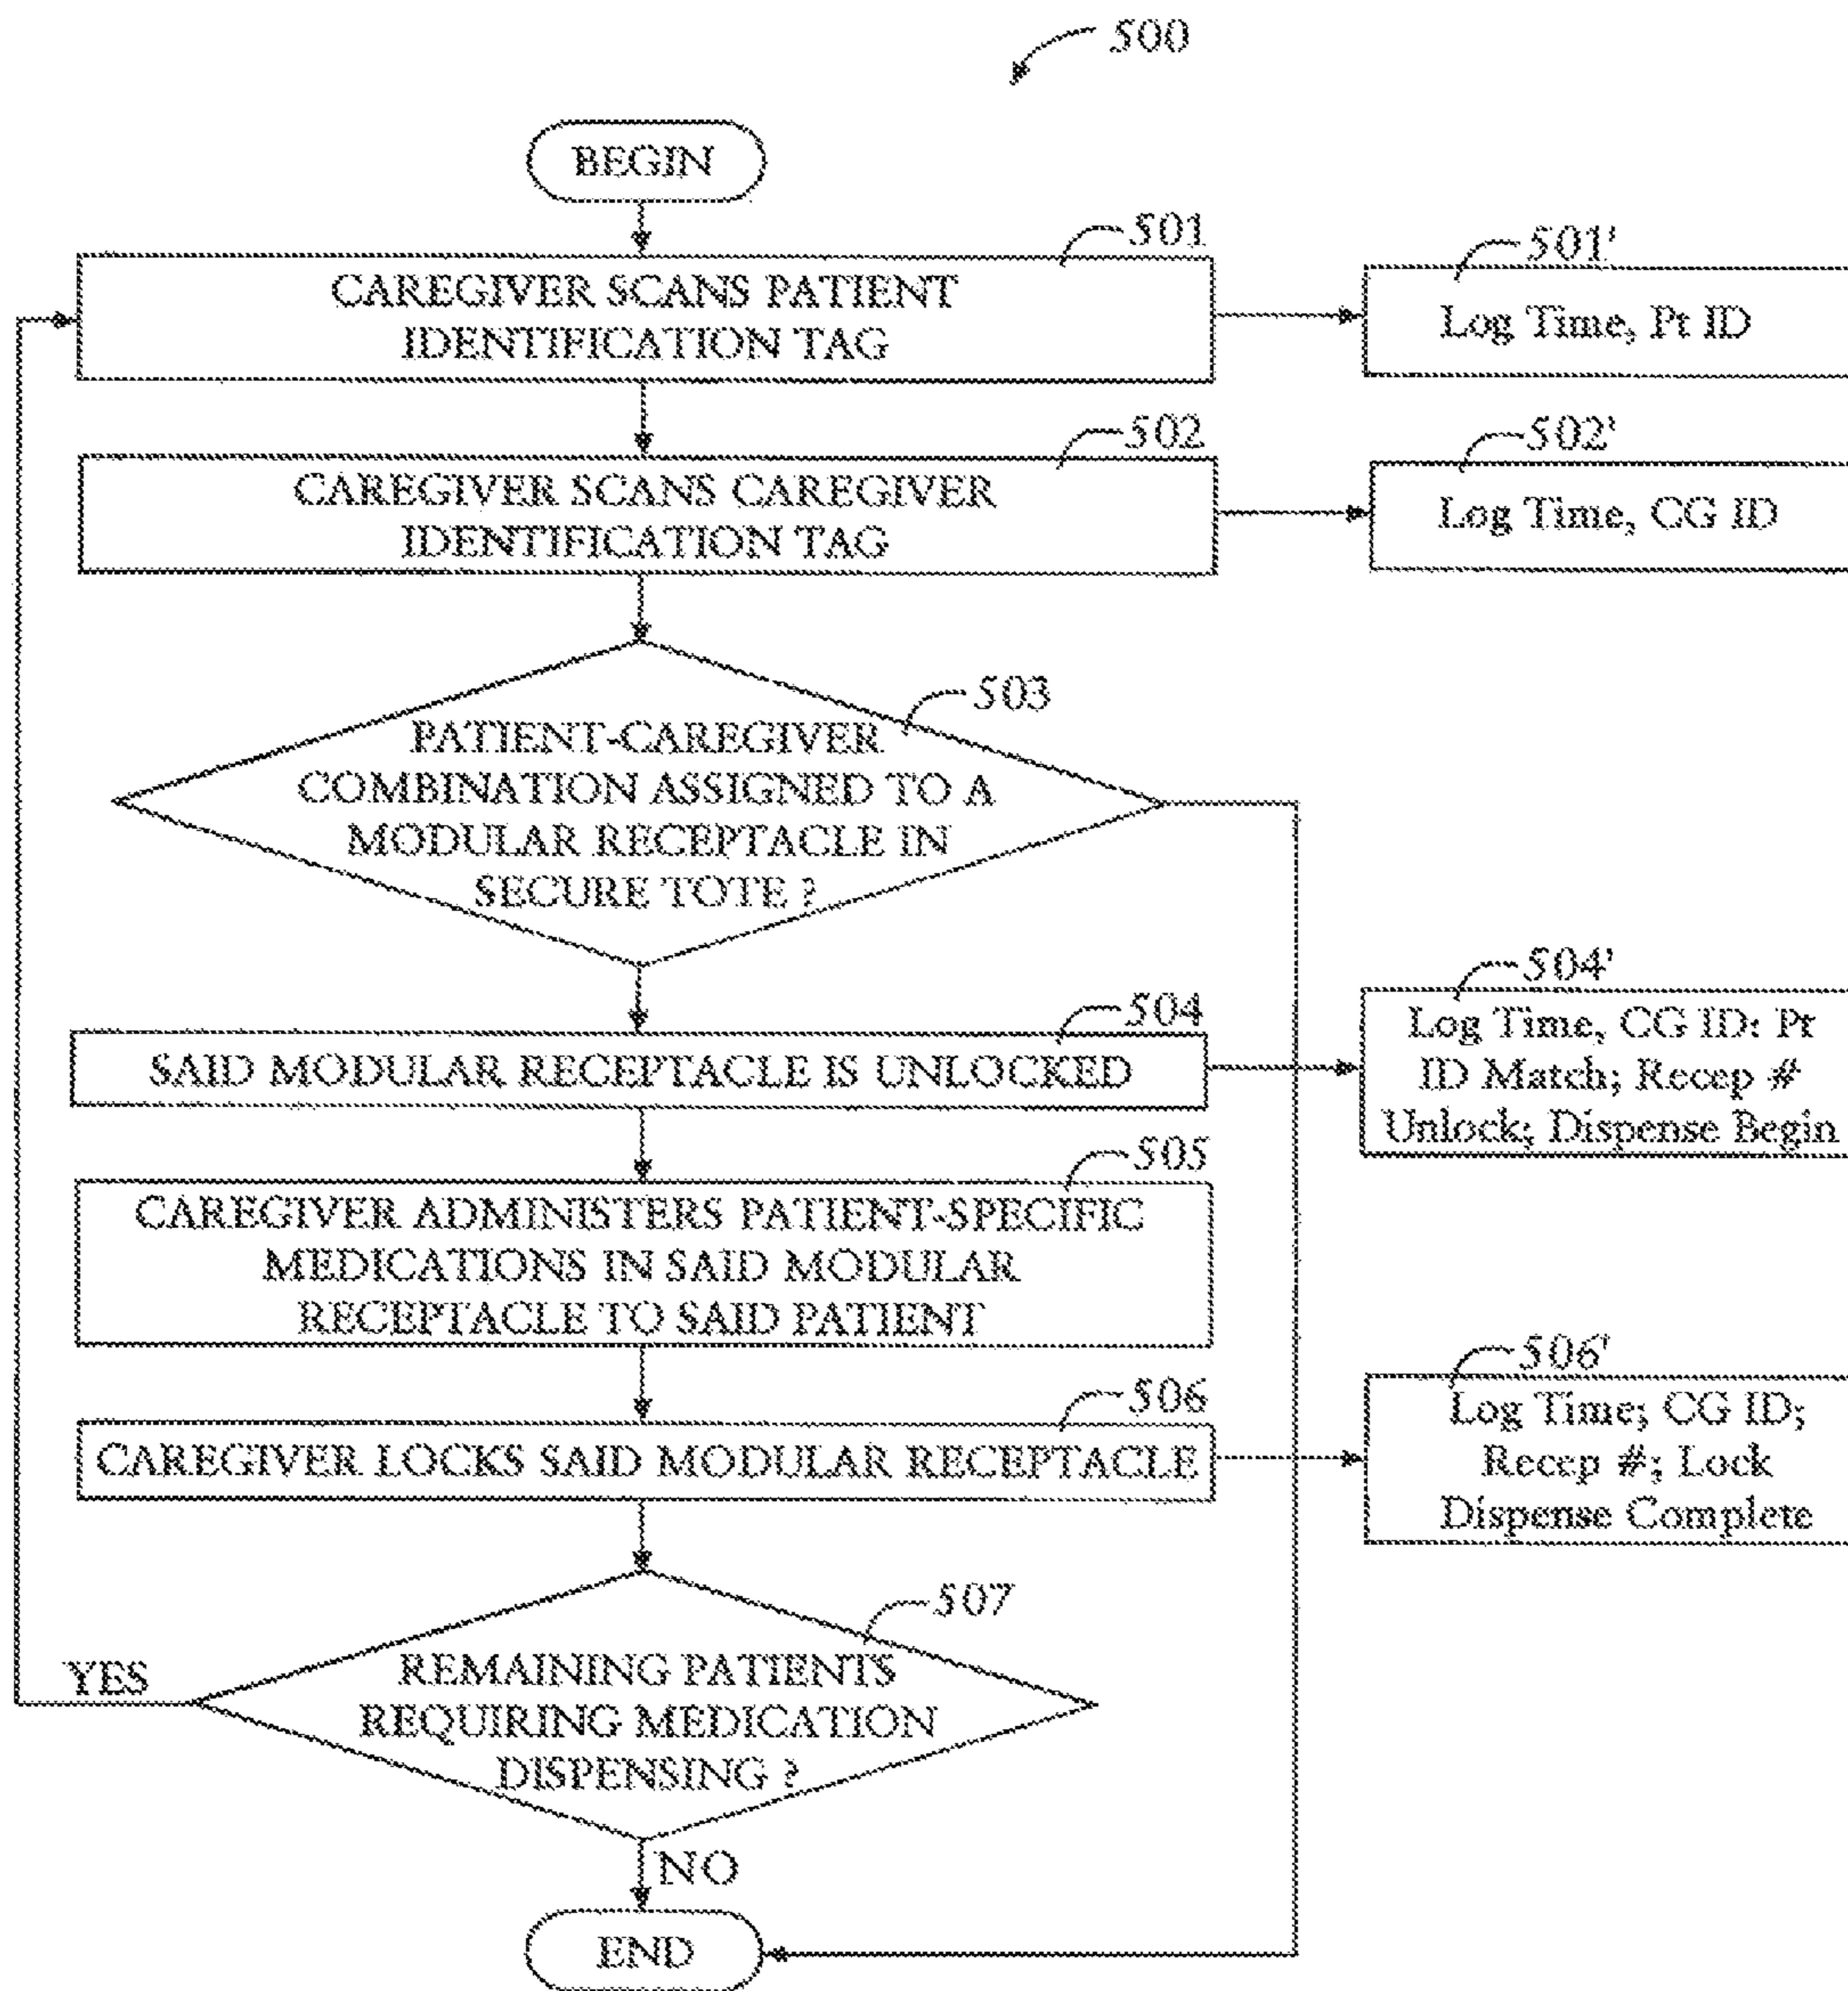 500
BEGIN
501
CAREGIVER SCANS PATIENT
IDENTIFICATION TAG
501'
Log Time, Pt ID
502
CAREGIVER SCANS CAREGIVER
IDENTIFICATION TAG
502'
Log Time, CG ID
503
PATIENT-CAREGIVER
COMBINATION ASSIGNED TO A
MODULAR RECEPTACLE IN
SECURE TOTE ?
504
SAID MODULAR RECEPTACLE IS UNLOCKED
504'
Log Time, CG ID: Pt
ID Match; Recep #
Unlock; Dispense Begin
505
CAREGIVER ADMINISTERS PATIENT-SPECIFIC
MEDICATIONS IN SAID MODULAR
RECEPTACLE TO SAID PATIENT
506
CAREGIVER LOCKS SAID MODULAR RECEPTACLE
506'
Log Time; CG ID;
Recep #; Lock
Dispense Complete
507
REMAINING PATIENTS
REQUIRING MEDICATION
DISPENSING ?
YES
NO
END